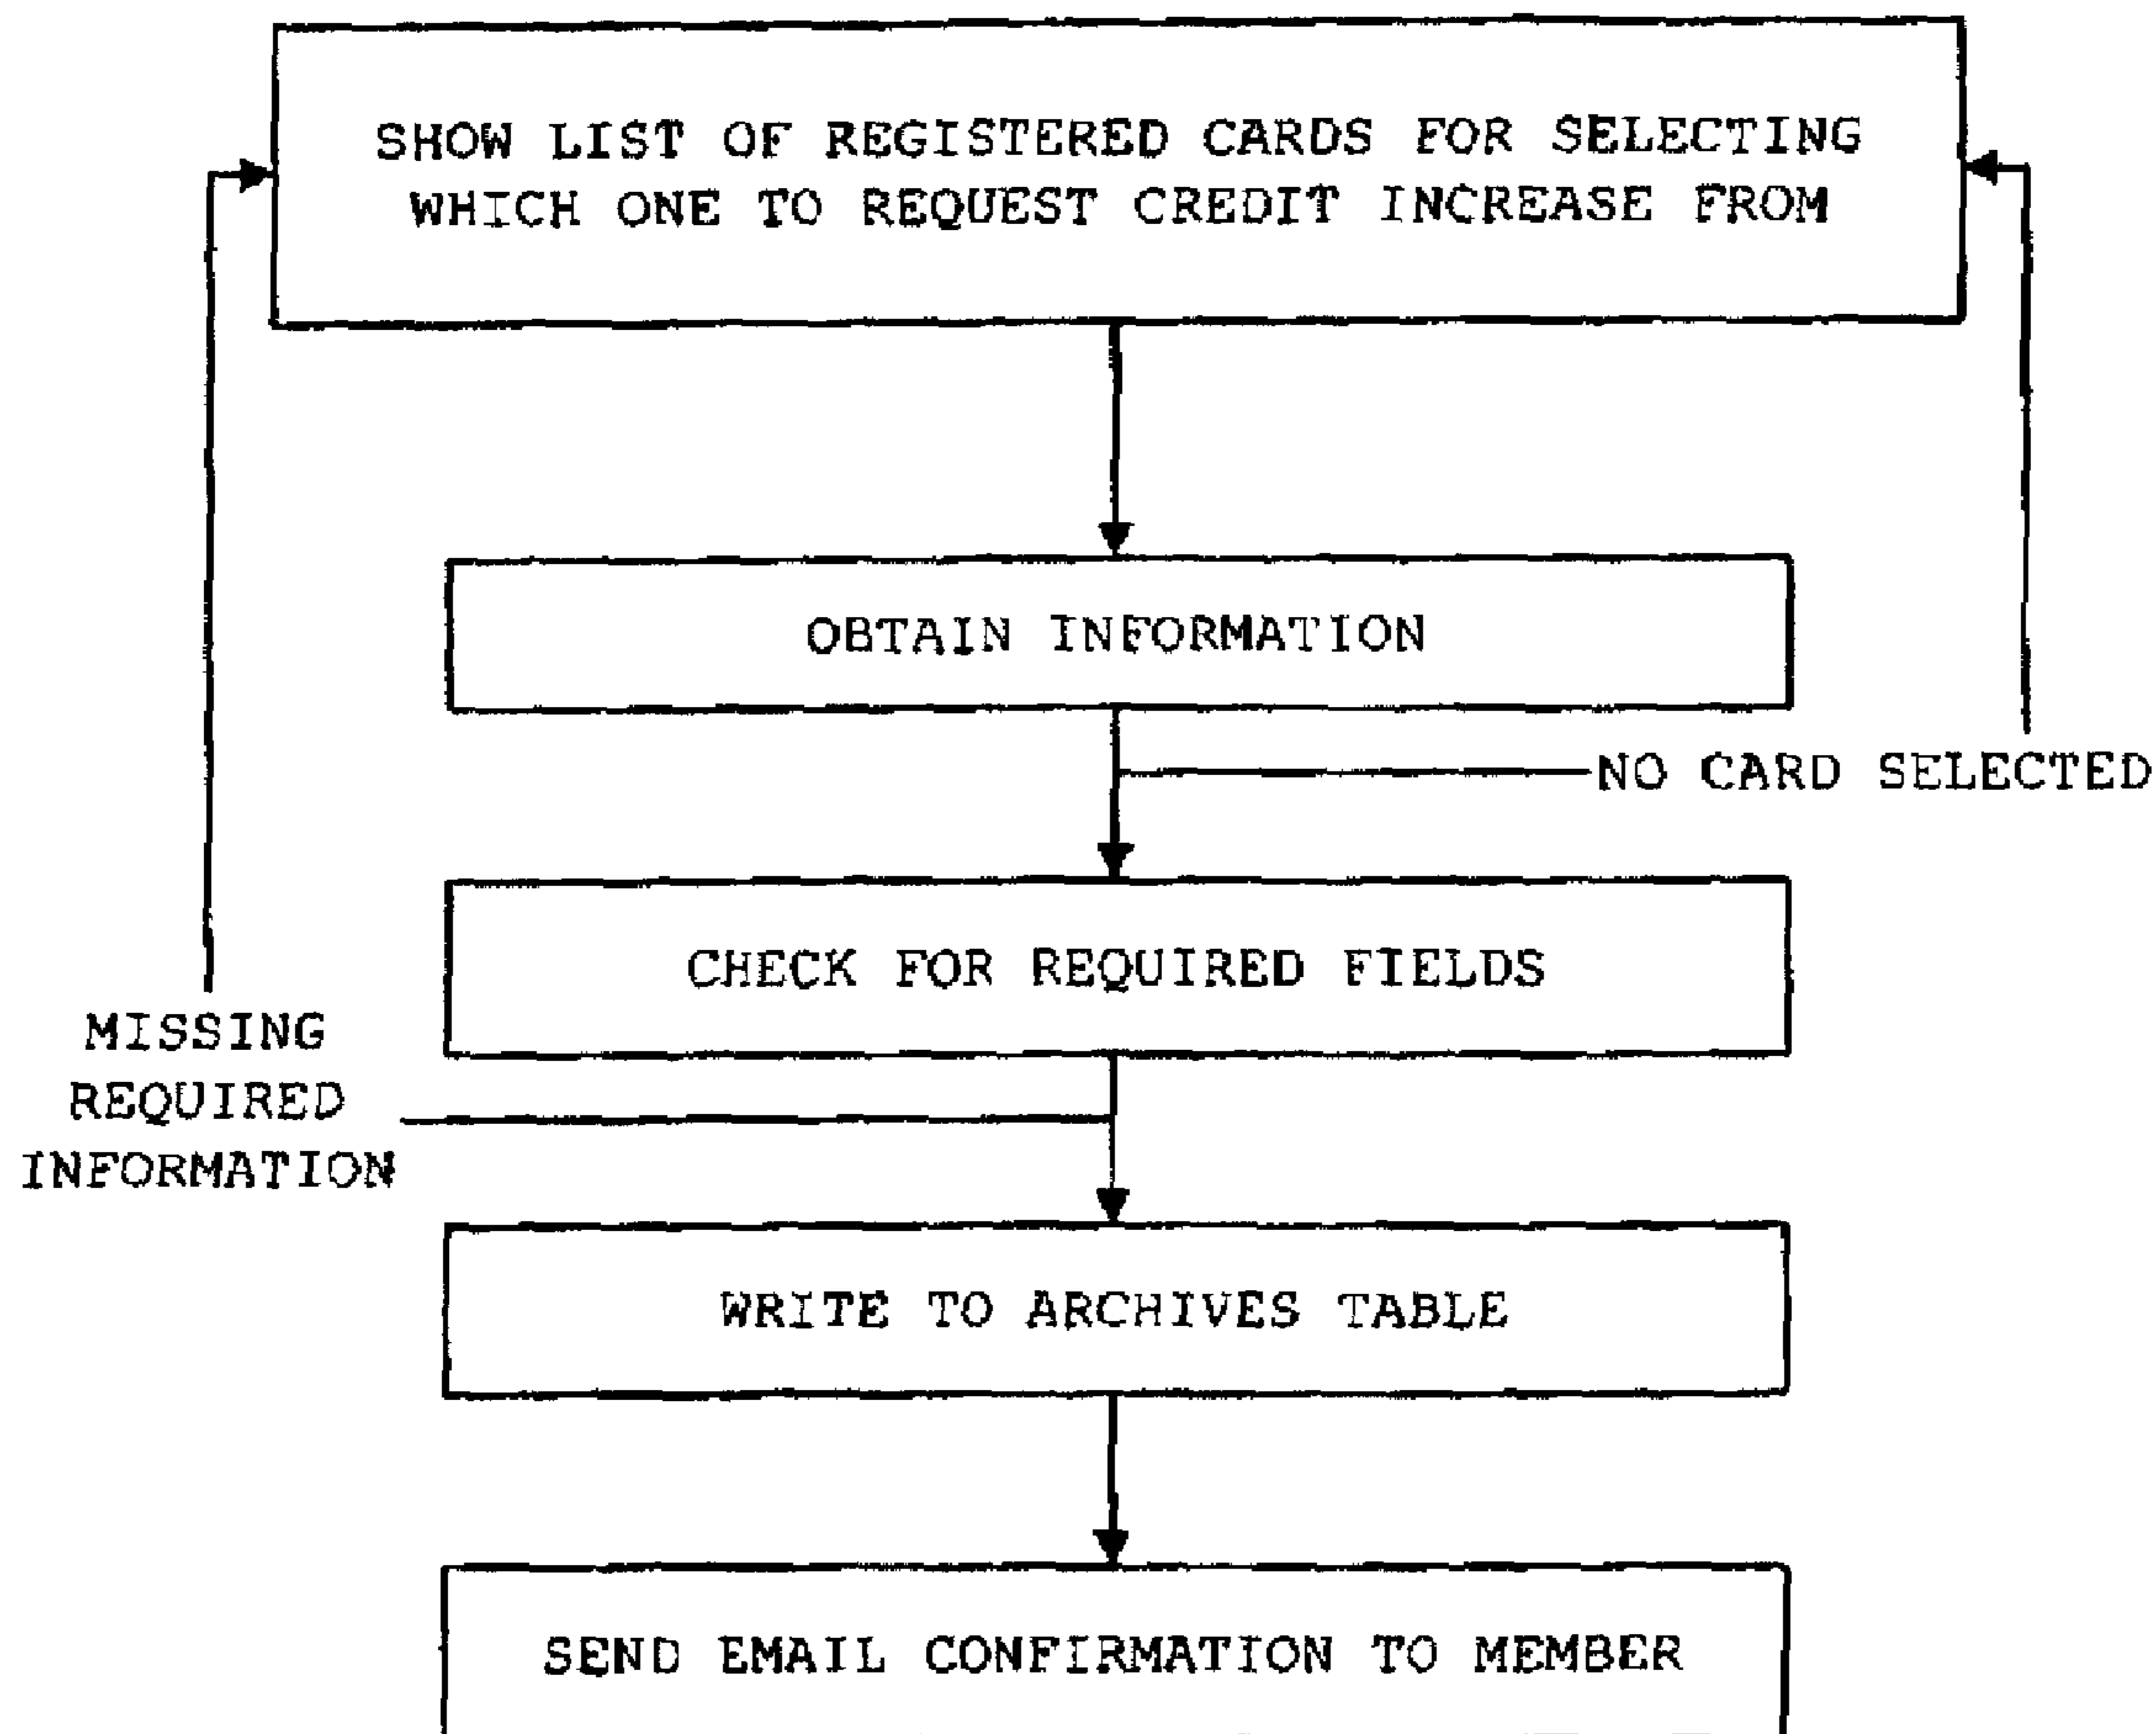 SHOW LIST OF REGISTERED CARDS FOR SELECTING
WHICH ONE TO REQUEST CREDIT INCREASE FROM
OBTAIN INFORMATION
NO CARD SELECTED
CHECK FOR REQUIRED FIELDS
MISSING
REQUIRED
INFORMATION
WRITE TO ARCHIVES TABLE
SEND EMAIL CONFIRMATION TO MEMBER